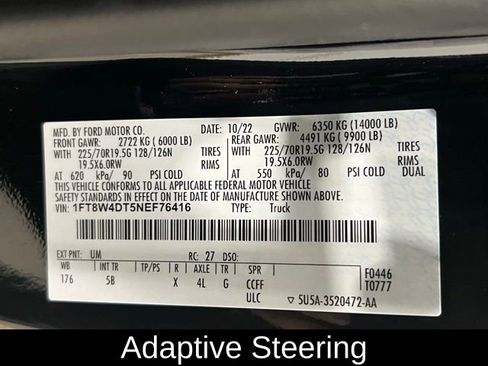 MFD. BY FORD MOTOR CO. DATE: 10/22 GVWR: 6350 KG (14000 LB)
FRONT GAWR: 2722 KG (6000 LB) REAR GAWR: 4491 KG (9900 LB)
WITH 225/70R19.5G 128/126N TIRES WITH 225/70R19.5G 128/126N TIRES
19.5X6.0RW RIMS 19.5X6.0RW RIMS
AT 620 kPa/ 90 PSI COLD AT 550 kPa/ 80 PSI COLD DUAL
THIS VEHICLE CONFORMS TO ALL APPLICABLE FEDERAL MOTOR VEHICLE
SAFETY STANDARDS IN EFFECT ON THE DATE OF MANUFACTURE SHOWN ABOVE.
VIN: 1FT8W4DT5NEF76416 TYPE: Truck
EXT PNT: UM RC: 27 DSO: F0446
WB INT TR R AXLE TR SPR T0777
176 5B X 4L G CCFF
ULC 5U5A-3520472-AA
Adaptive Steering